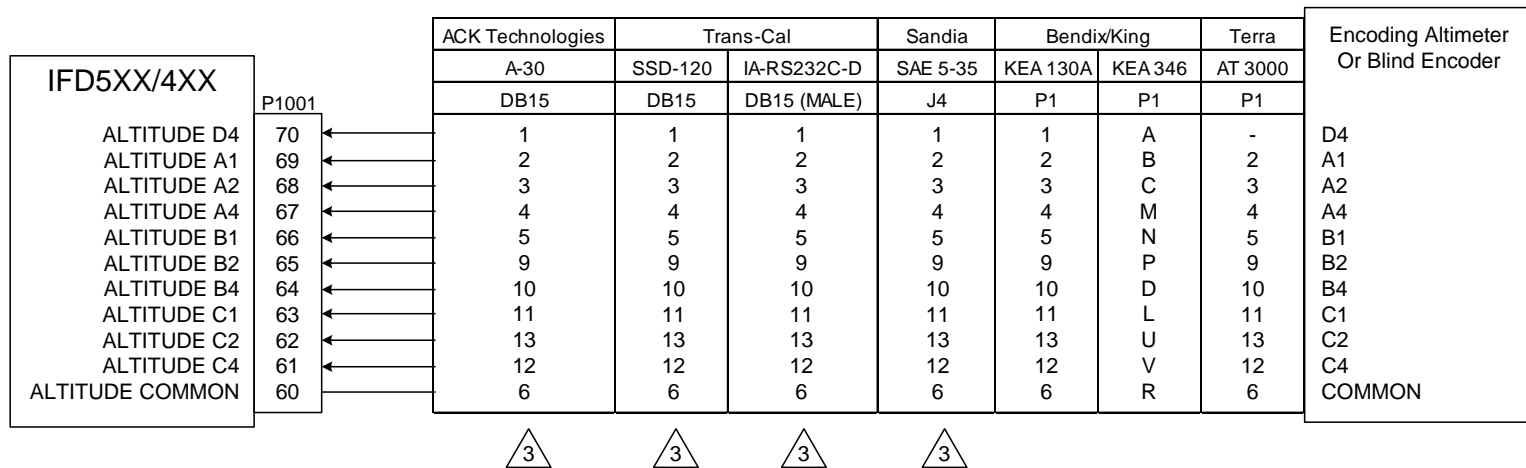 ACK Technologies Trans-Cal Sandia Bendix/King Terra Encoding Altimeter
Or Blind Encoder
IFD5XX/4XX A-30 SSD-120 IA-RS232C-D SAE 5-35 KEA 130A KEA 346 AT 3000
P1001 DB15 DB15 DB15 (MALE) J4 P1 P1 P1
ALTITUDE D4 70 1 1 1 1 1 A - D4
ALTITUDE A1 69 2 2 2 2 2 B 2 A1
ALTITUDE A2 68 3 3 3 3 3 C 3 A2
ALTITUDE A4 67 4 4 4 4 4 M 4 A4
ALTITUDE B1 66 5 5 5 5 5 N 5 B1
ALTITUDE B2 65 9 9 9 9 9 P 9 B2
ALTITUDE B4 64 10 10 10 10 10 D 10 B4
ALTITUDE C1 63 11 11 11 11 11 L 11 C1
ALTITUDE C2 62 13 13 13 13 13 U 13 C2
ALTITUDE C4 61 12 12 12 12 12 V 12 C4
ALTITUDE COMMON 60 6 6 6 6 6 R 6 COMMON
3 3 3 3